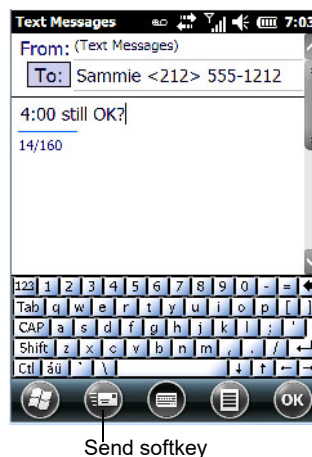 Text Messages 7:03
From: (Text Messages)
To: Sammie <212> 555-1212
4:00 still OK?
14/160
123 1 2 3 4 5 6 7 8 9 0 - =
Tab q w e r t y u i o p [ ]
CAP a s d f g h j k l ; '
Shift z x c v b n m , . /
Ctl áü ` \
OK
Send softkey